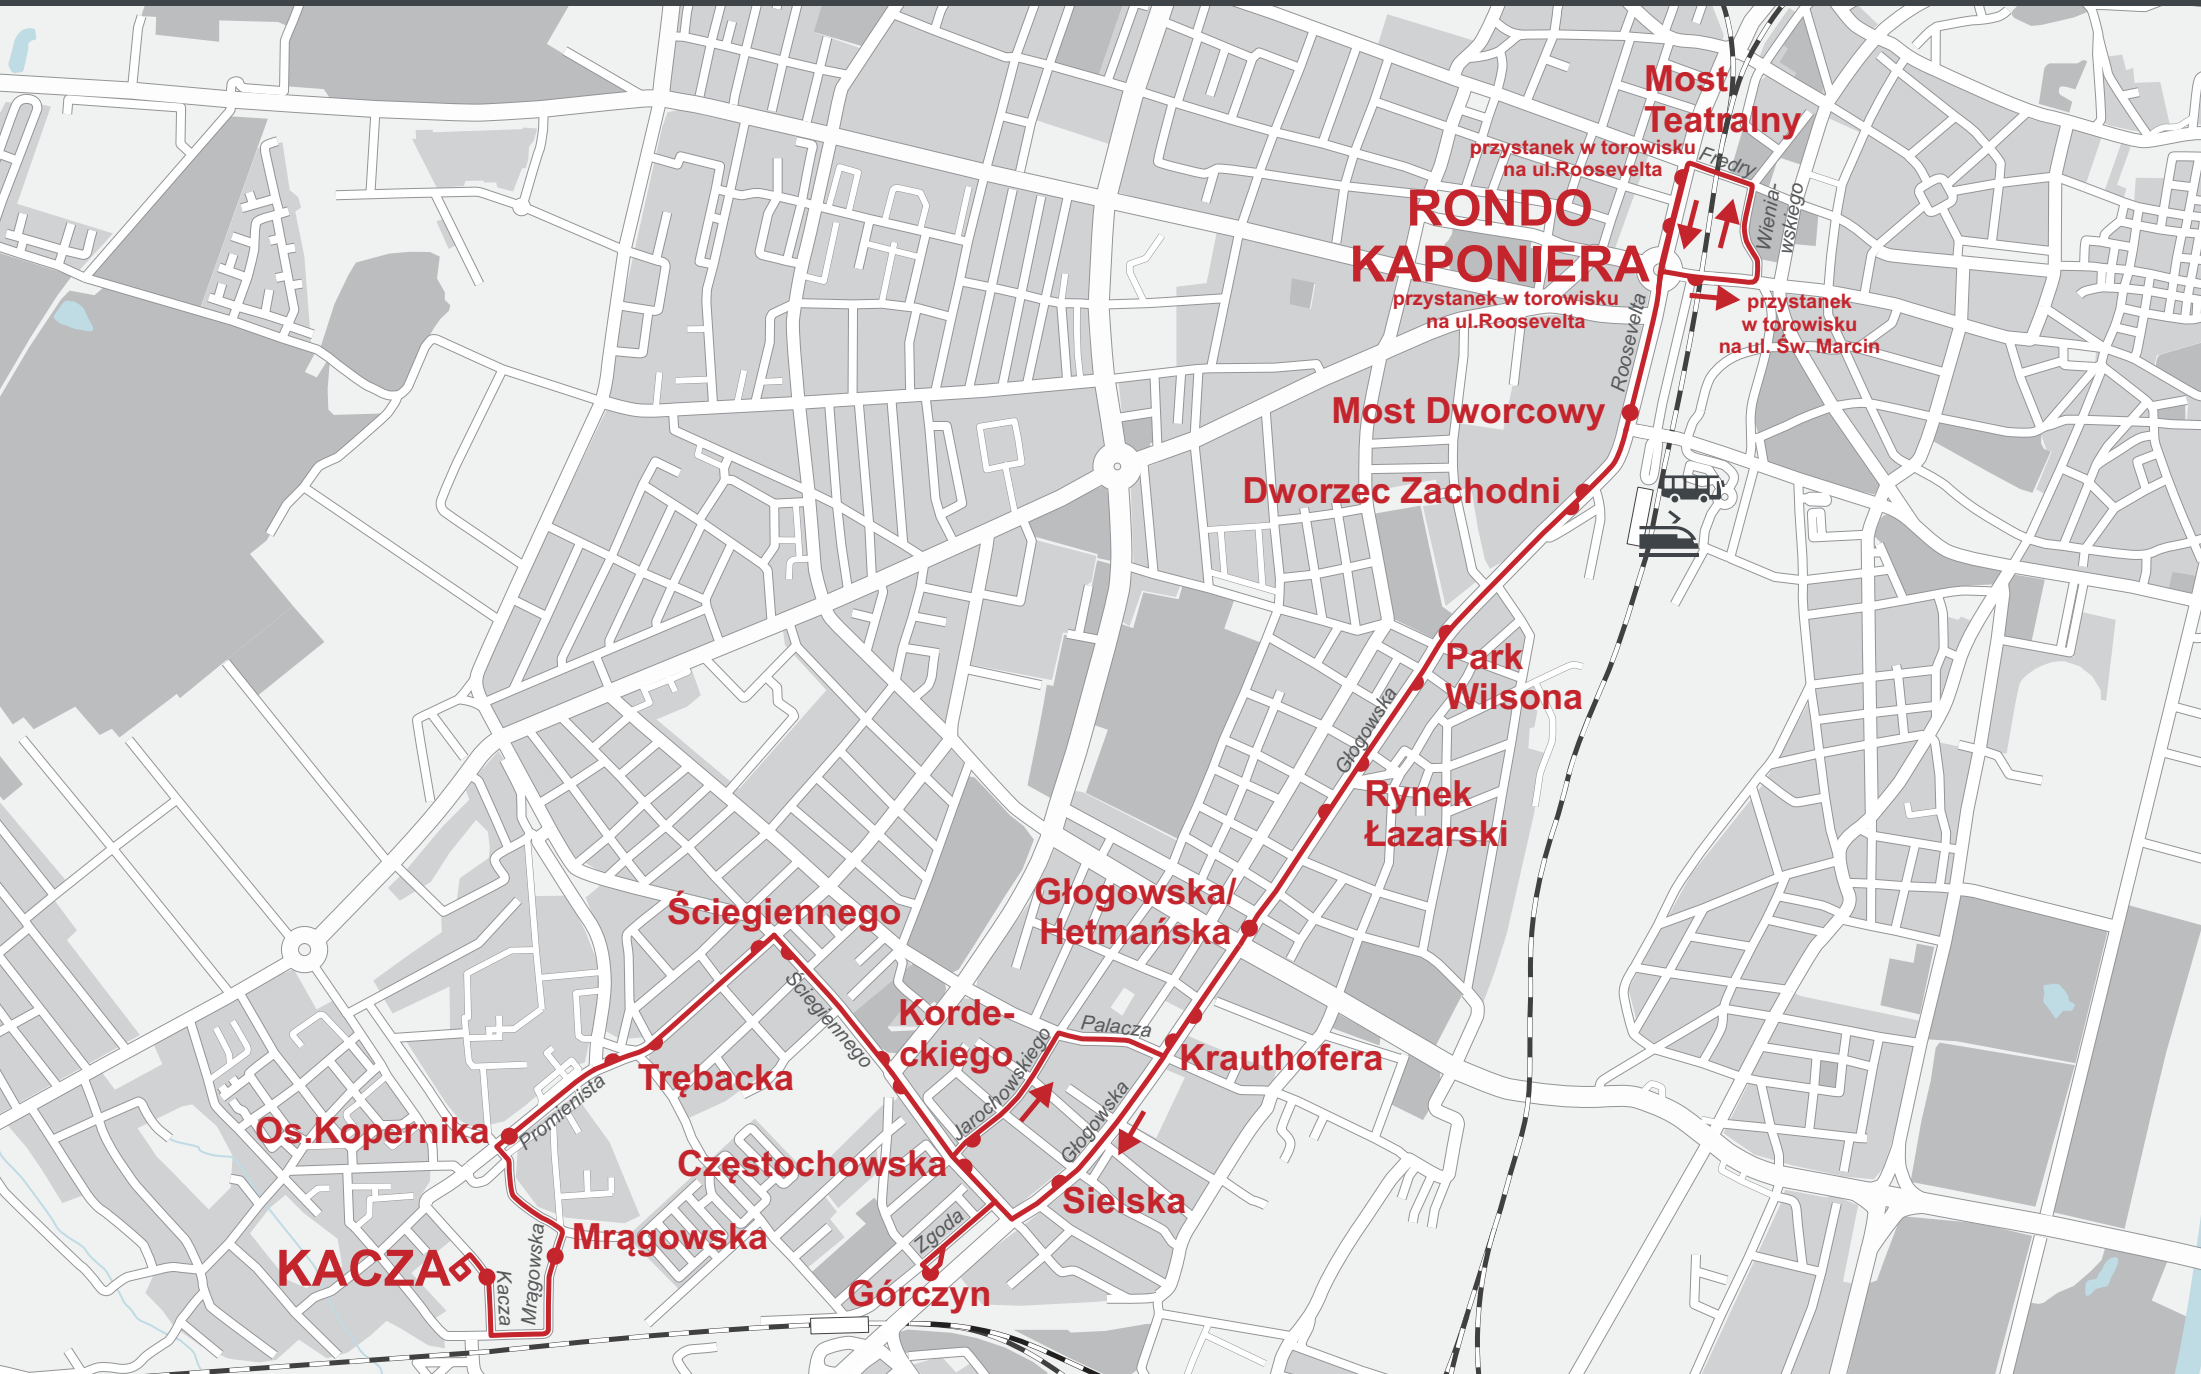 Most
Teatralny
przystanek w torowisku
na ul.Roosevelta
Fredry
Wienia-
wskiego
RONDO
KAPONIERA
przystanek w torowisku
na ul.Roosevelta
przystanek
w torowisku
na ul. Św. Marcin
Roosevelta
Most Dworcowy
Dworzec Zachodni
Park
Wilsona
Głogowska
Rynek
Łazarski
Głogowska/
Hetmańska
Ściegiennego
Ściegiennego
Korde-
ckiego
Palacza
Jarochowskiego
Krauthofera
Trębacka
Promienista
Os.Kopernika
Głogowska
Częstochowska
Sielska
Zgoda
Mrągowska
Mrągowska
KACZA
Kacza
Górczyn